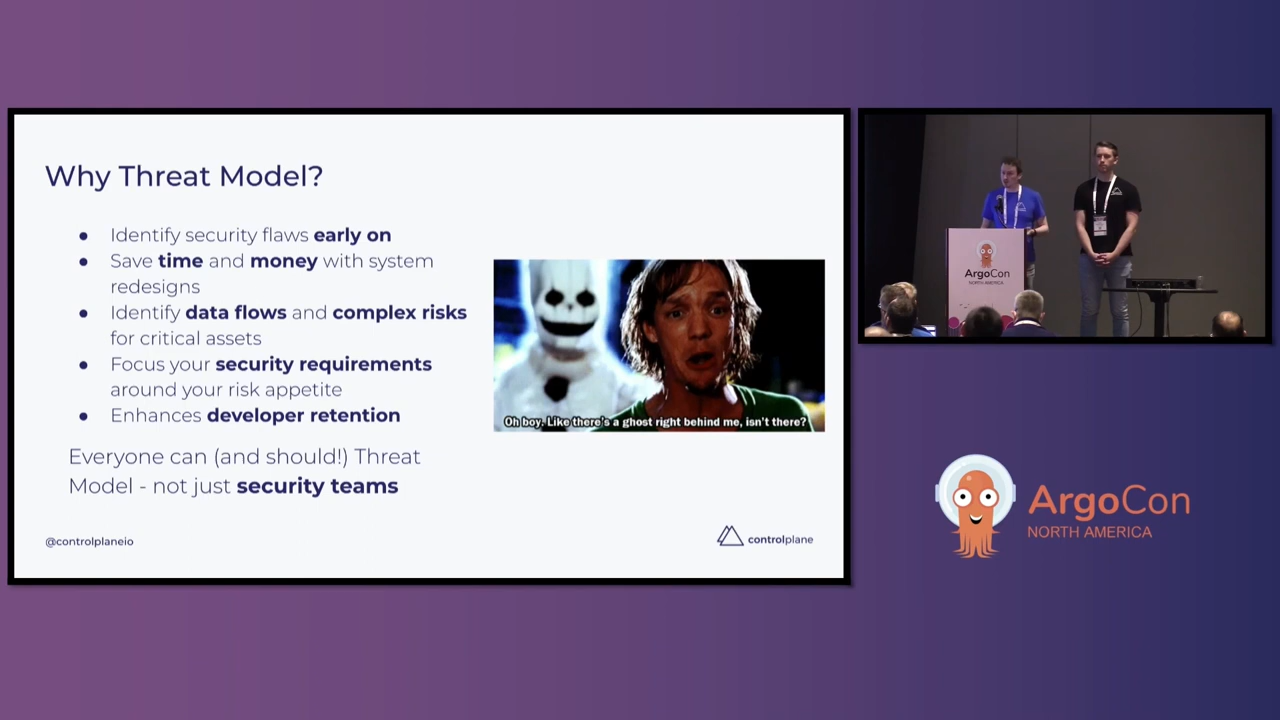 Why Threat Model?
● Identify security flaws early on
● Save time and money with system
redesigns
● Identify data flows and complex risks
for critical assets
● Focus your security requirements
around your risk appetite
● Enhances developer retention
Everyone can (and should!) Threat
Model - not just security teams
Oh boy. Like there's a ghost right behind me, isn't there?
@controlplaneio
controlplane
ArgoCon
NORTH AMERICA
ArgoCon
NORTH AMERICA